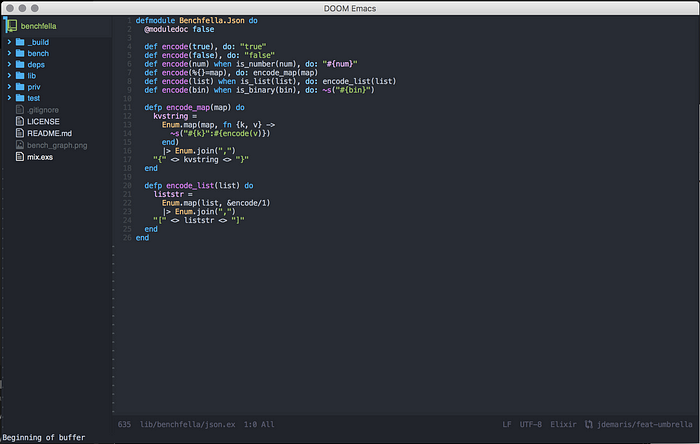 DOOM Emacs
benchfella
_build
bench
deps
lib
priv
test
.gitignore
LICENSE
README.md
bench_graph.png
mix.exs
1 defmodule Benchfella.Json do
2   @moduledoc false
3
4   def encode(true), do: "true"
5   def encode(false), do: "false"
6   def encode(num) when is_number(num), do: "#{num}"
7   def encode(%{}=map), do: encode_map(map)
8   def encode(list) when is_list(list), do: encode_list(list)
9   def encode(bin) when is_binary(bin), do: ~s("#{bin}")
10
11   defp encode_map(map) do
12     kvstring =
13       Enum.map(map, fn {k, v} ->
14         ~s("#{k}":#{encode(v)})
15       end)
16       |> Enum.join(",")
17     "{" <> kvstring <> "}"
18   end
19
20   defp encode_list(list) do
21     liststr =
22       Enum.map(list, &encode/1)
23       |> Enum.join(",")
24     "[" <> liststr <> "]"
25   end
26 end
635 lib/benchfella/json.ex 1:0 All LF UTF-8 Elixir jdemaris/feat-umbrella
Beginning of buffer